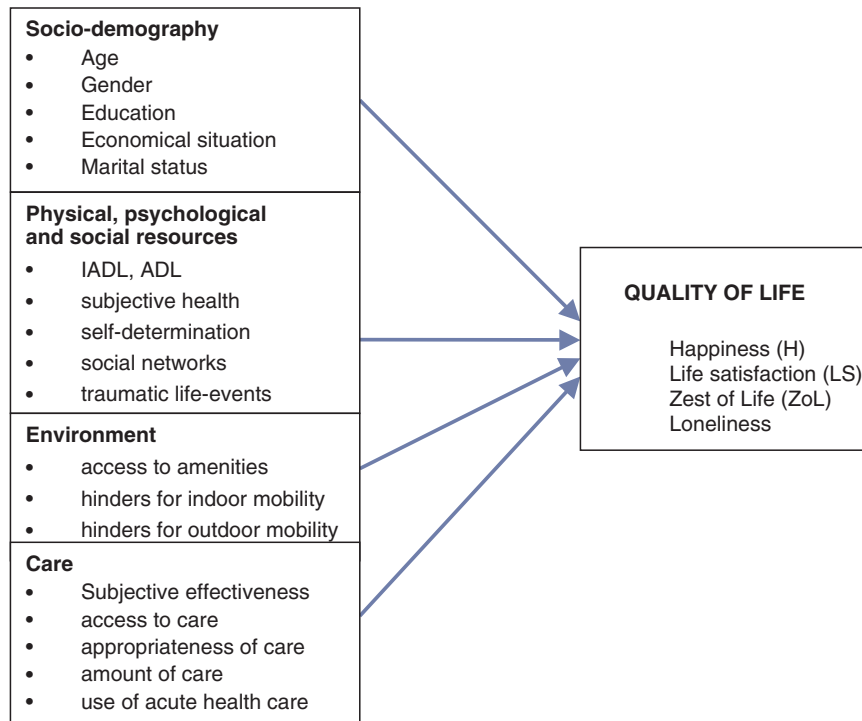 Socio-demography
• Age
• Gender
• Education
• Economical situation
• Marital status
Physical, psychological
and social resources
• IADL, ADL
• subjective health
• self-determination
• social networks
• traumatic life-events
Environment
• access to amenities
• hinders for indoor mobility
• hinders for outdoor mobility
Care
• Subjective effectiveness
• access to care
• appropriateness of care
• amount of care
• use of acute health care
QUALITY OF LIFE
Happiness (H)
Life satisfaction (LS)
Zest of Life (ZoL)
Loneliness